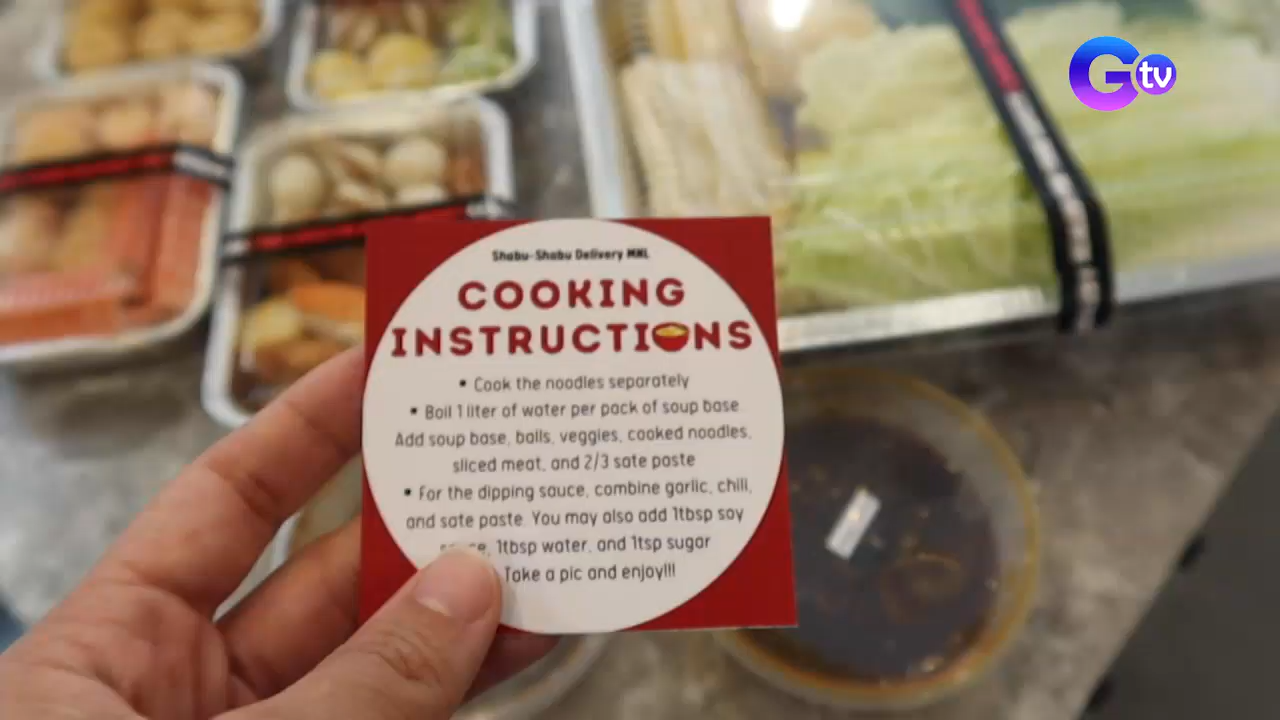 Gtv
Shabu-Shabu Delivery MNL
COOKING
INSTRUCTIONS
• Cook the noodles separately
• Boil 1 liter of water per pack of soup base
Add soup base, balls, veggies, cooked noodles,
sliced meat, and 2/3 sate paste
• For the dipping sauce, combine garlic, chili,
and sate paste. You may also add 1tbsp soy
1tbsp water, and 1tsp sugar
Take a pic and enjoy!!!